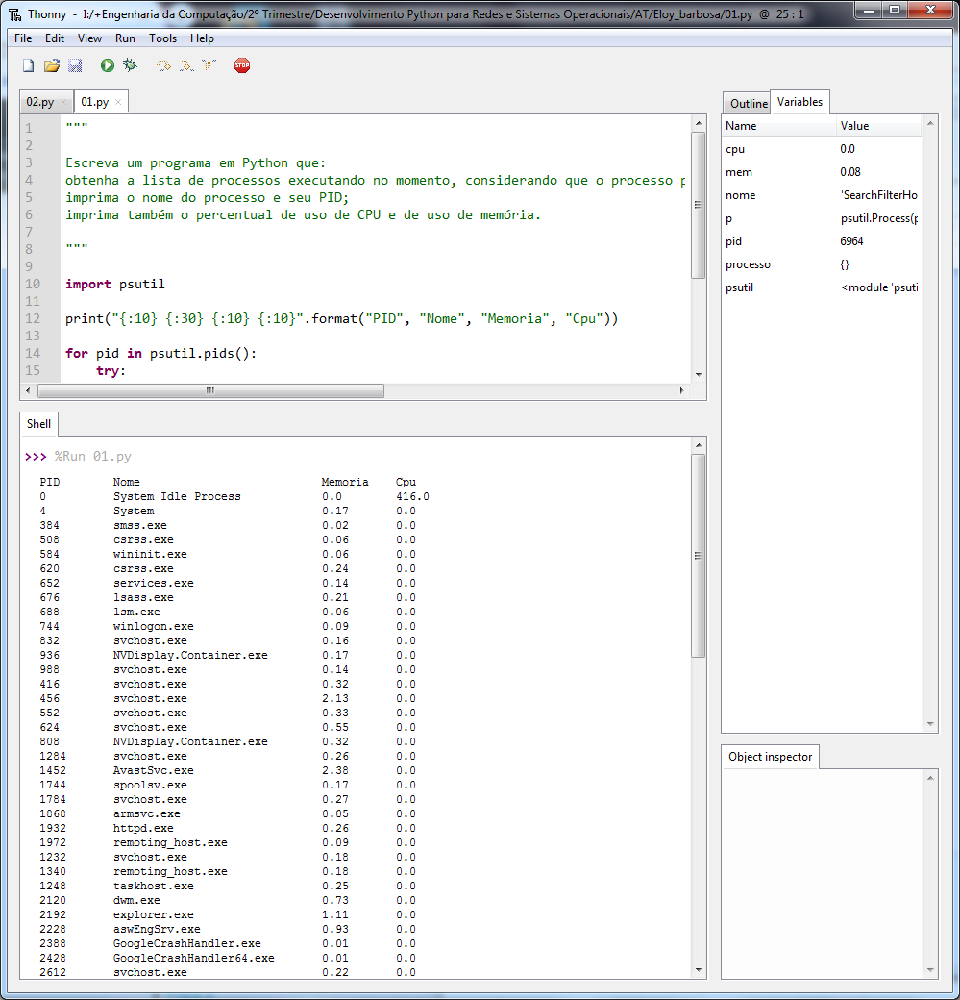 Thonny - I:/+Engenharia da Computação/2º Trimestre/Desenvolvimento Python para Redes e Sistemas Operacionais/AT/Eloy_barbosa/01.py @ 25 : 1
File Edit View Run Tools Help
STOP
02.py × 01.py ×
1 """
2
3 Escreva um programa em Python que:
4 obtenha a lista de processos executando no momento, considerando que o processo p
5 imprima o nome do processo e seu PID;
6 imprima também o percentual de uso de CPU e de uso de memória.
7
8 """
9
10 import psutil
11
12 print("{:10} {:30} {:10} {:10}".format("PID", "Nome", "Memoria", "Cpu"))
13
14 for pid in psutil.pids():
15 try:
Shell
>>> %Run 01.py
PID Nome Memoria Cpu
0 System Idle Process 0.0 416.0
4 System 0.17 0.0
384 smss.exe 0.02 0.0
508 csrss.exe 0.06 0.0
584 wininit.exe 0.06 0.0
620 csrss.exe 0.24 0.0
652 services.exe 0.14 0.0
676 lsass.exe 0.21 0.0
688 lsm.exe 0.06 0.0
744 winlogon.exe 0.09 0.0
832 svchost.exe 0.16 0.0
936 NVDisplay.Container.exe 0.17 0.0
988 svchost.exe 0.14 0.0
416 svchost.exe 0.32 0.0
456 svchost.exe 2.13 0.0
552 svchost.exe 0.33 0.0
624 svchost.exe 0.55 0.0
808 NVDisplay.Container.exe 0.32 0.0
1284 svchost.exe 0.26 0.0
1452 AvastSvc.exe 2.38 0.0
1744 spoolsv.exe 0.17 0.0
1784 svchost.exe 0.27 0.0
1868 armsvc.exe 0.05 0.0
1932 httpd.exe 0.26 0.0
1972 remoting_host.exe 0.09 0.0
1232 svchost.exe 0.18 0.0
1340 remoting_host.exe 0.18 0.0
1248 taskhost.exe 0.25 0.0
2120 dwm.exe 0.73 0.0
2192 explorer.exe 1.11 0.0
2228 aswEngSrv.exe 0.93 0.0
2388 GoogleCrashHandler.exe 0.01 0.0
2428 GoogleCrashHandler64.exe 0.01 0.0
2612 svchost.exe 0.22 0.0
Outline Variables
Name Value
cpu 0.0
mem 0.08
nome 'SearchFilterHo
p psutil.Process(p
pid 6964
processo {}
psutil <module 'psuti
Object inspector